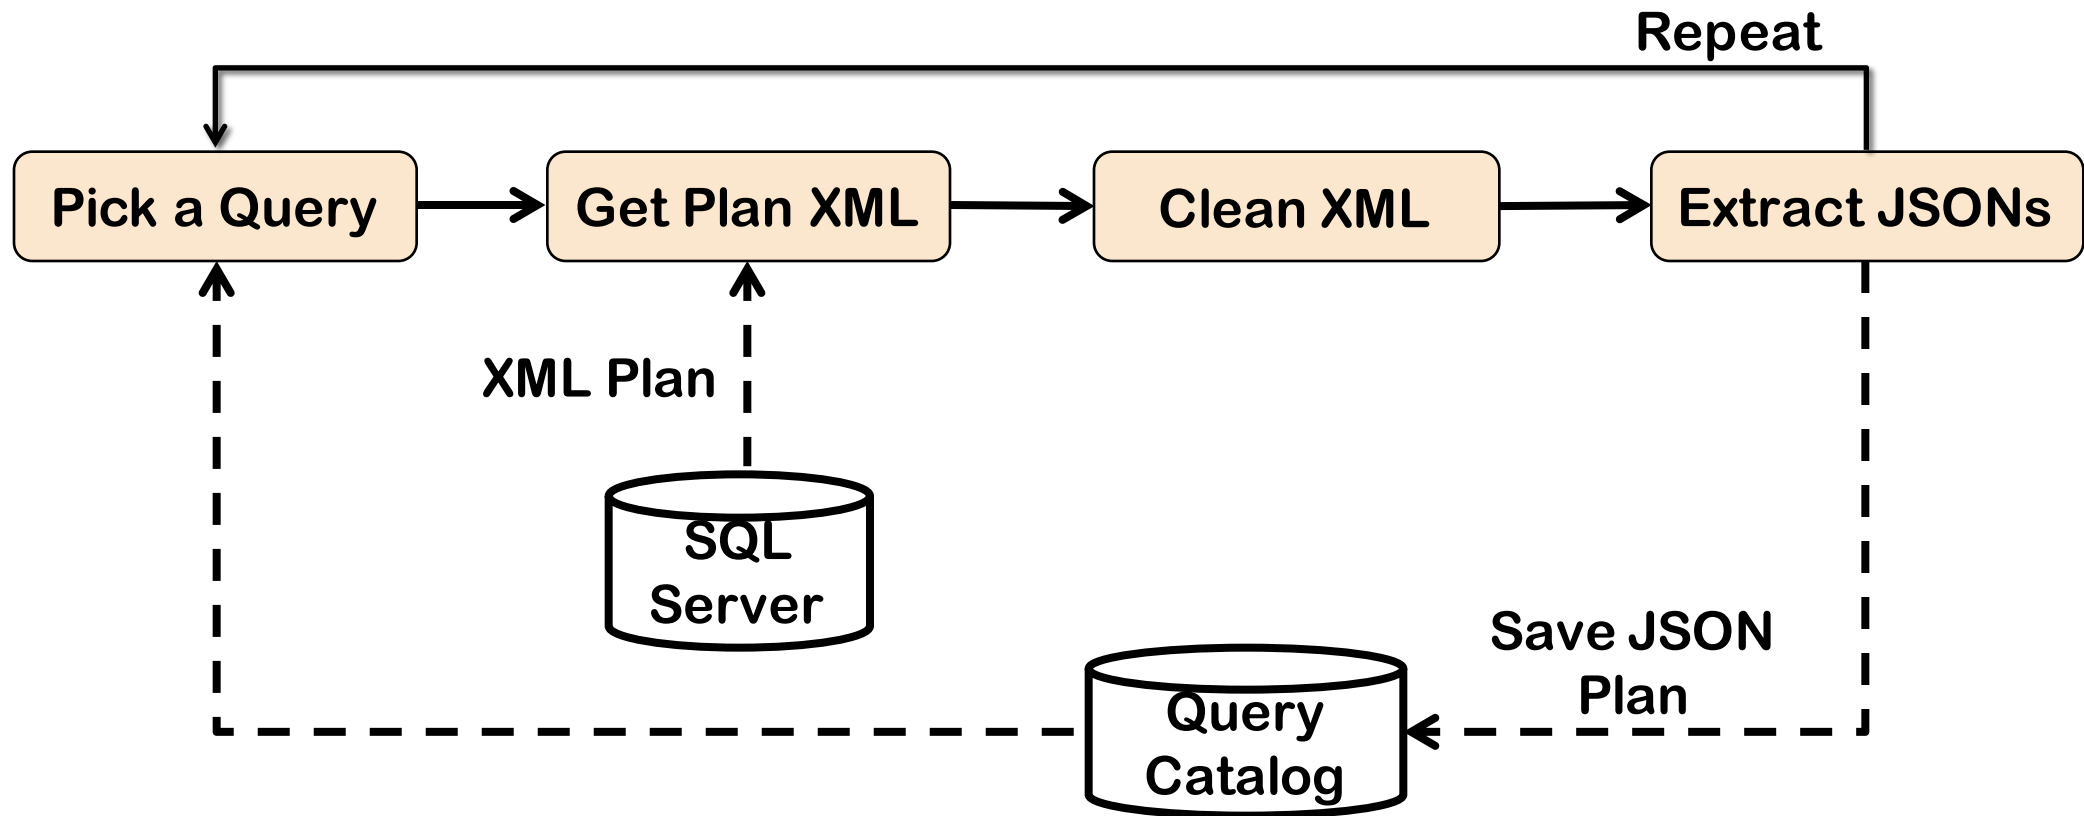 Repeat
Pick a Query
Get Plan XML
Clean XML
Extract JSONs
XML Plan
SQL
Server
Save JSON
Plan
Query
Catalog